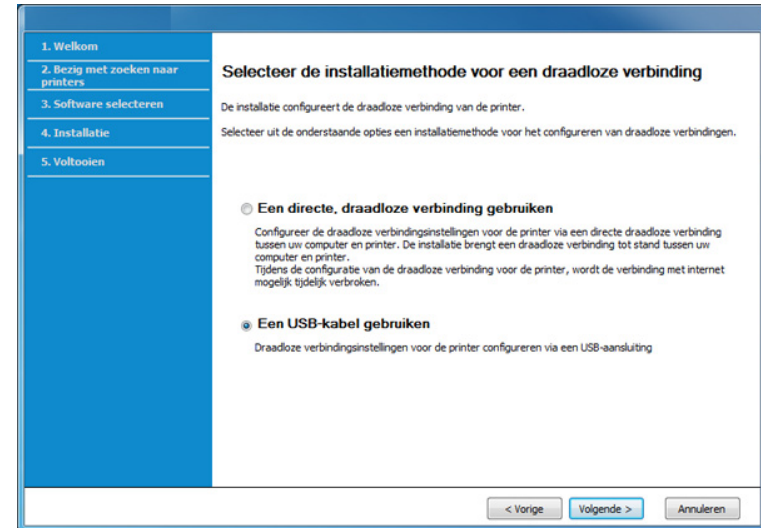 1. Welkom
2. Bezig met zoeken naar
printers
3. Software selecteren
4. Installatie
5. Voltooien
Selecteer de installatiemethode voor een draadloze verbinding
De installatie configureert de draadloze verbinding van de printer.
Selecteer uit de onderstaande opties een installatiemethode voor het configureren van draadloze verbindingen.
Een directe, draadloze verbinding gebruiken
Configureer de draadloze verbindingsinstellingen voor de printer via een directe draadloze verbinding
tussen uw computer en printer. De installatie brengt een draadloze verbinding tot stand tussen uw
computer en printer.
Tijdens de configuratie van de draadloze verbinding voor de printer, wordt de verbinding met internet
mogelijk tijdelijk verbroken.
Een USB-kabel gebruiken
Draadloze verbindingsinstellingen voor de printer configureren via een USB-aansluiting
< Vorige
Volgende >
Annuleren